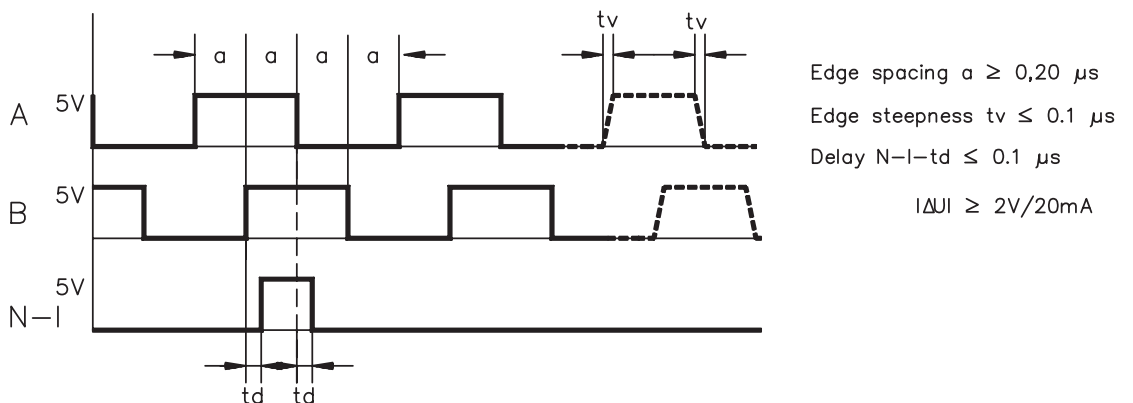 tv tv
a a a a
Edge spacing a ≥ 0,20 μs
5V
A
Edge steepness tv ≤ 0.1 μs
Delay N-I-td ≤ 0.1 μs
5V
B
|ΔU| ≥ 2V/20mA
5V
N-I
td td